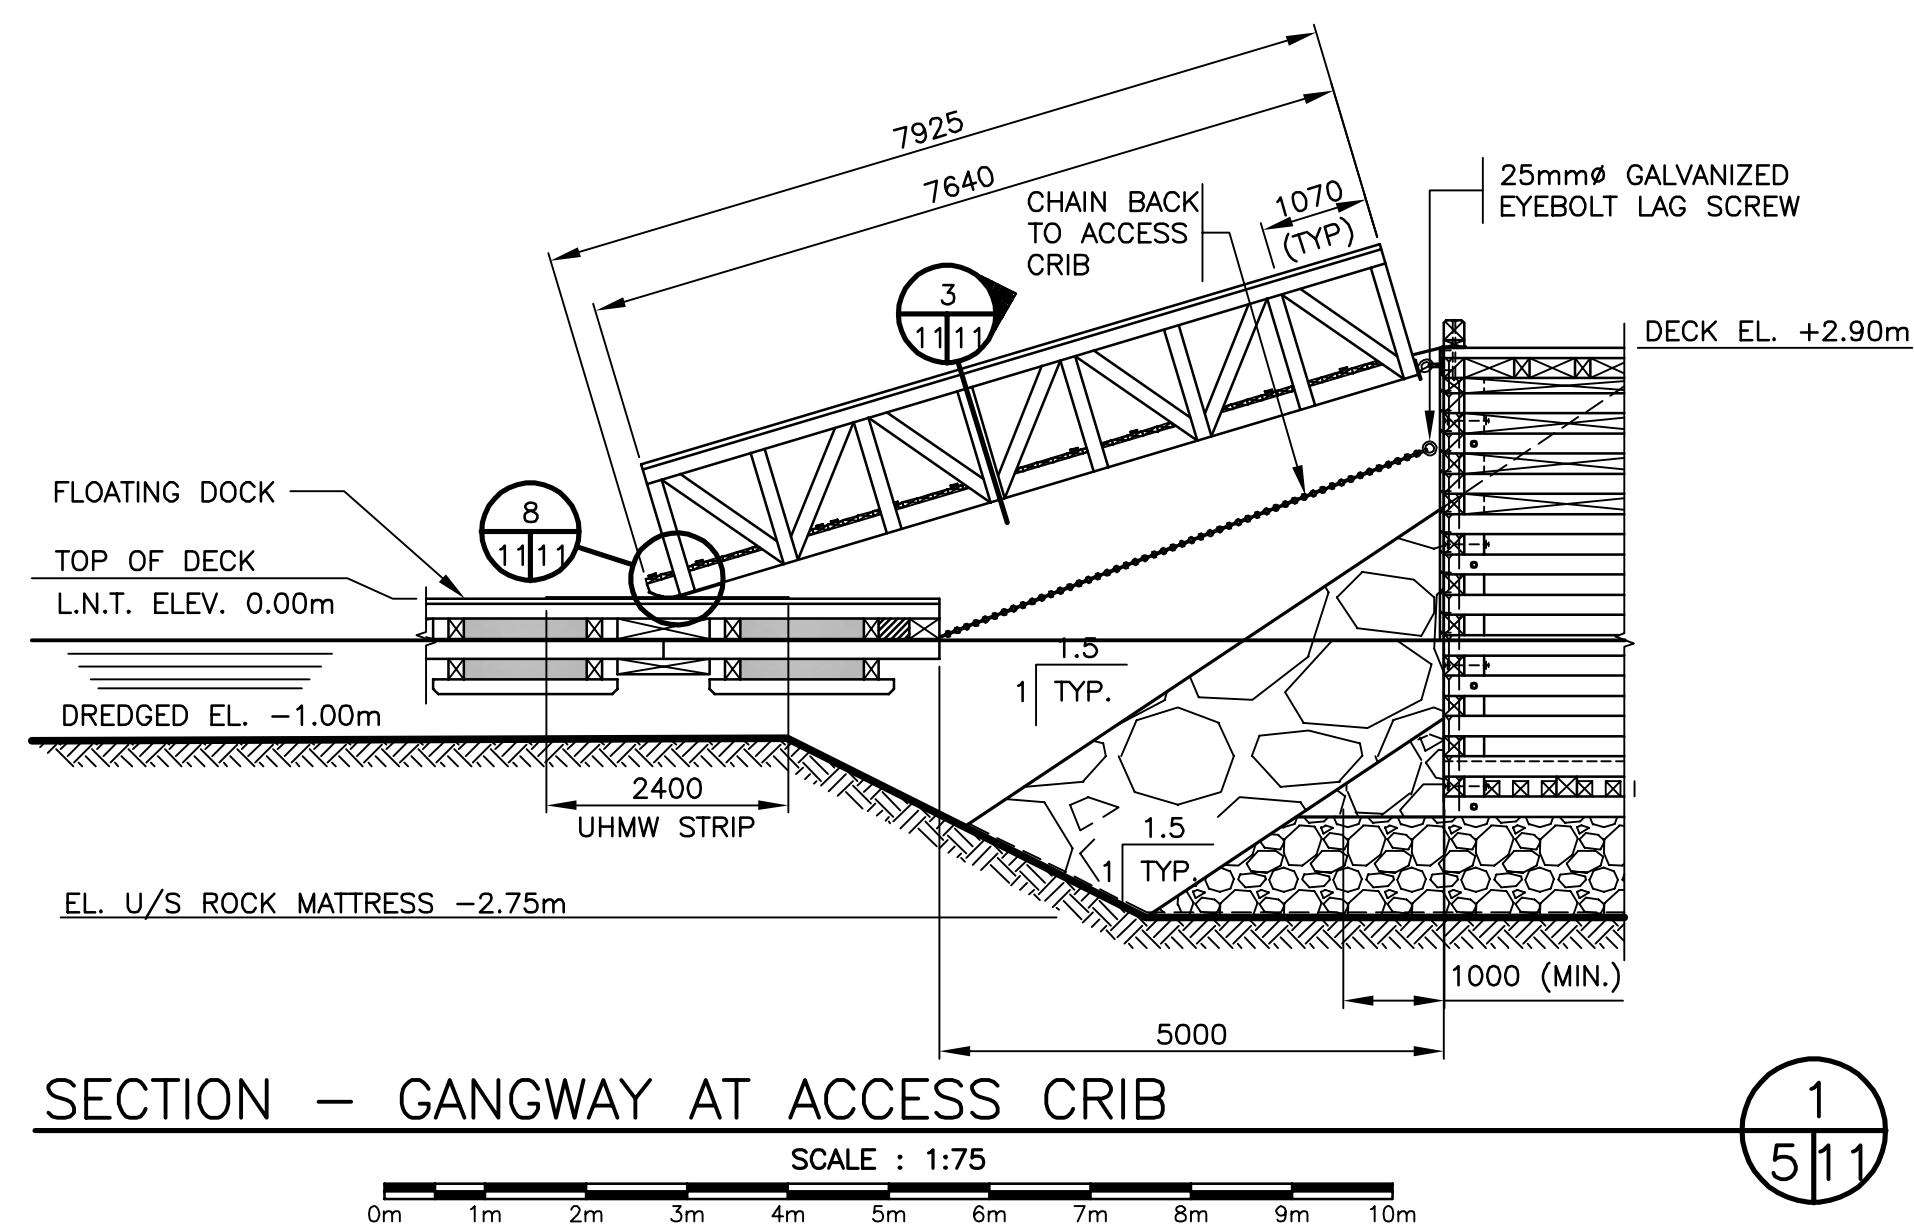 7925
7640
CHAIN BACK
TO ACCESS
CRIB
1070
(TYP)
25mmø GALVANIZED
EYEBOLT LAG SCREW
3
11 11
DECK EL. +2.90m
FLOATING DOCK
8
11 11
TOP OF DECK
L.N.T. ELEV. 0.00m
1.5
1 TYP.
DREDGED EL. -1.00m
2400
UHMW STRIP
1.5
1 TYP.
EL. U/S ROCK MATTRESS -2.75m
1000 (MIN.)
5000
SECTION - GANGWAY AT ACCESS CRIB
1
5 11
SCALE : 1:75
0m 1m 2m 3m 4m 5m 6m 7m 8m 9m 10m